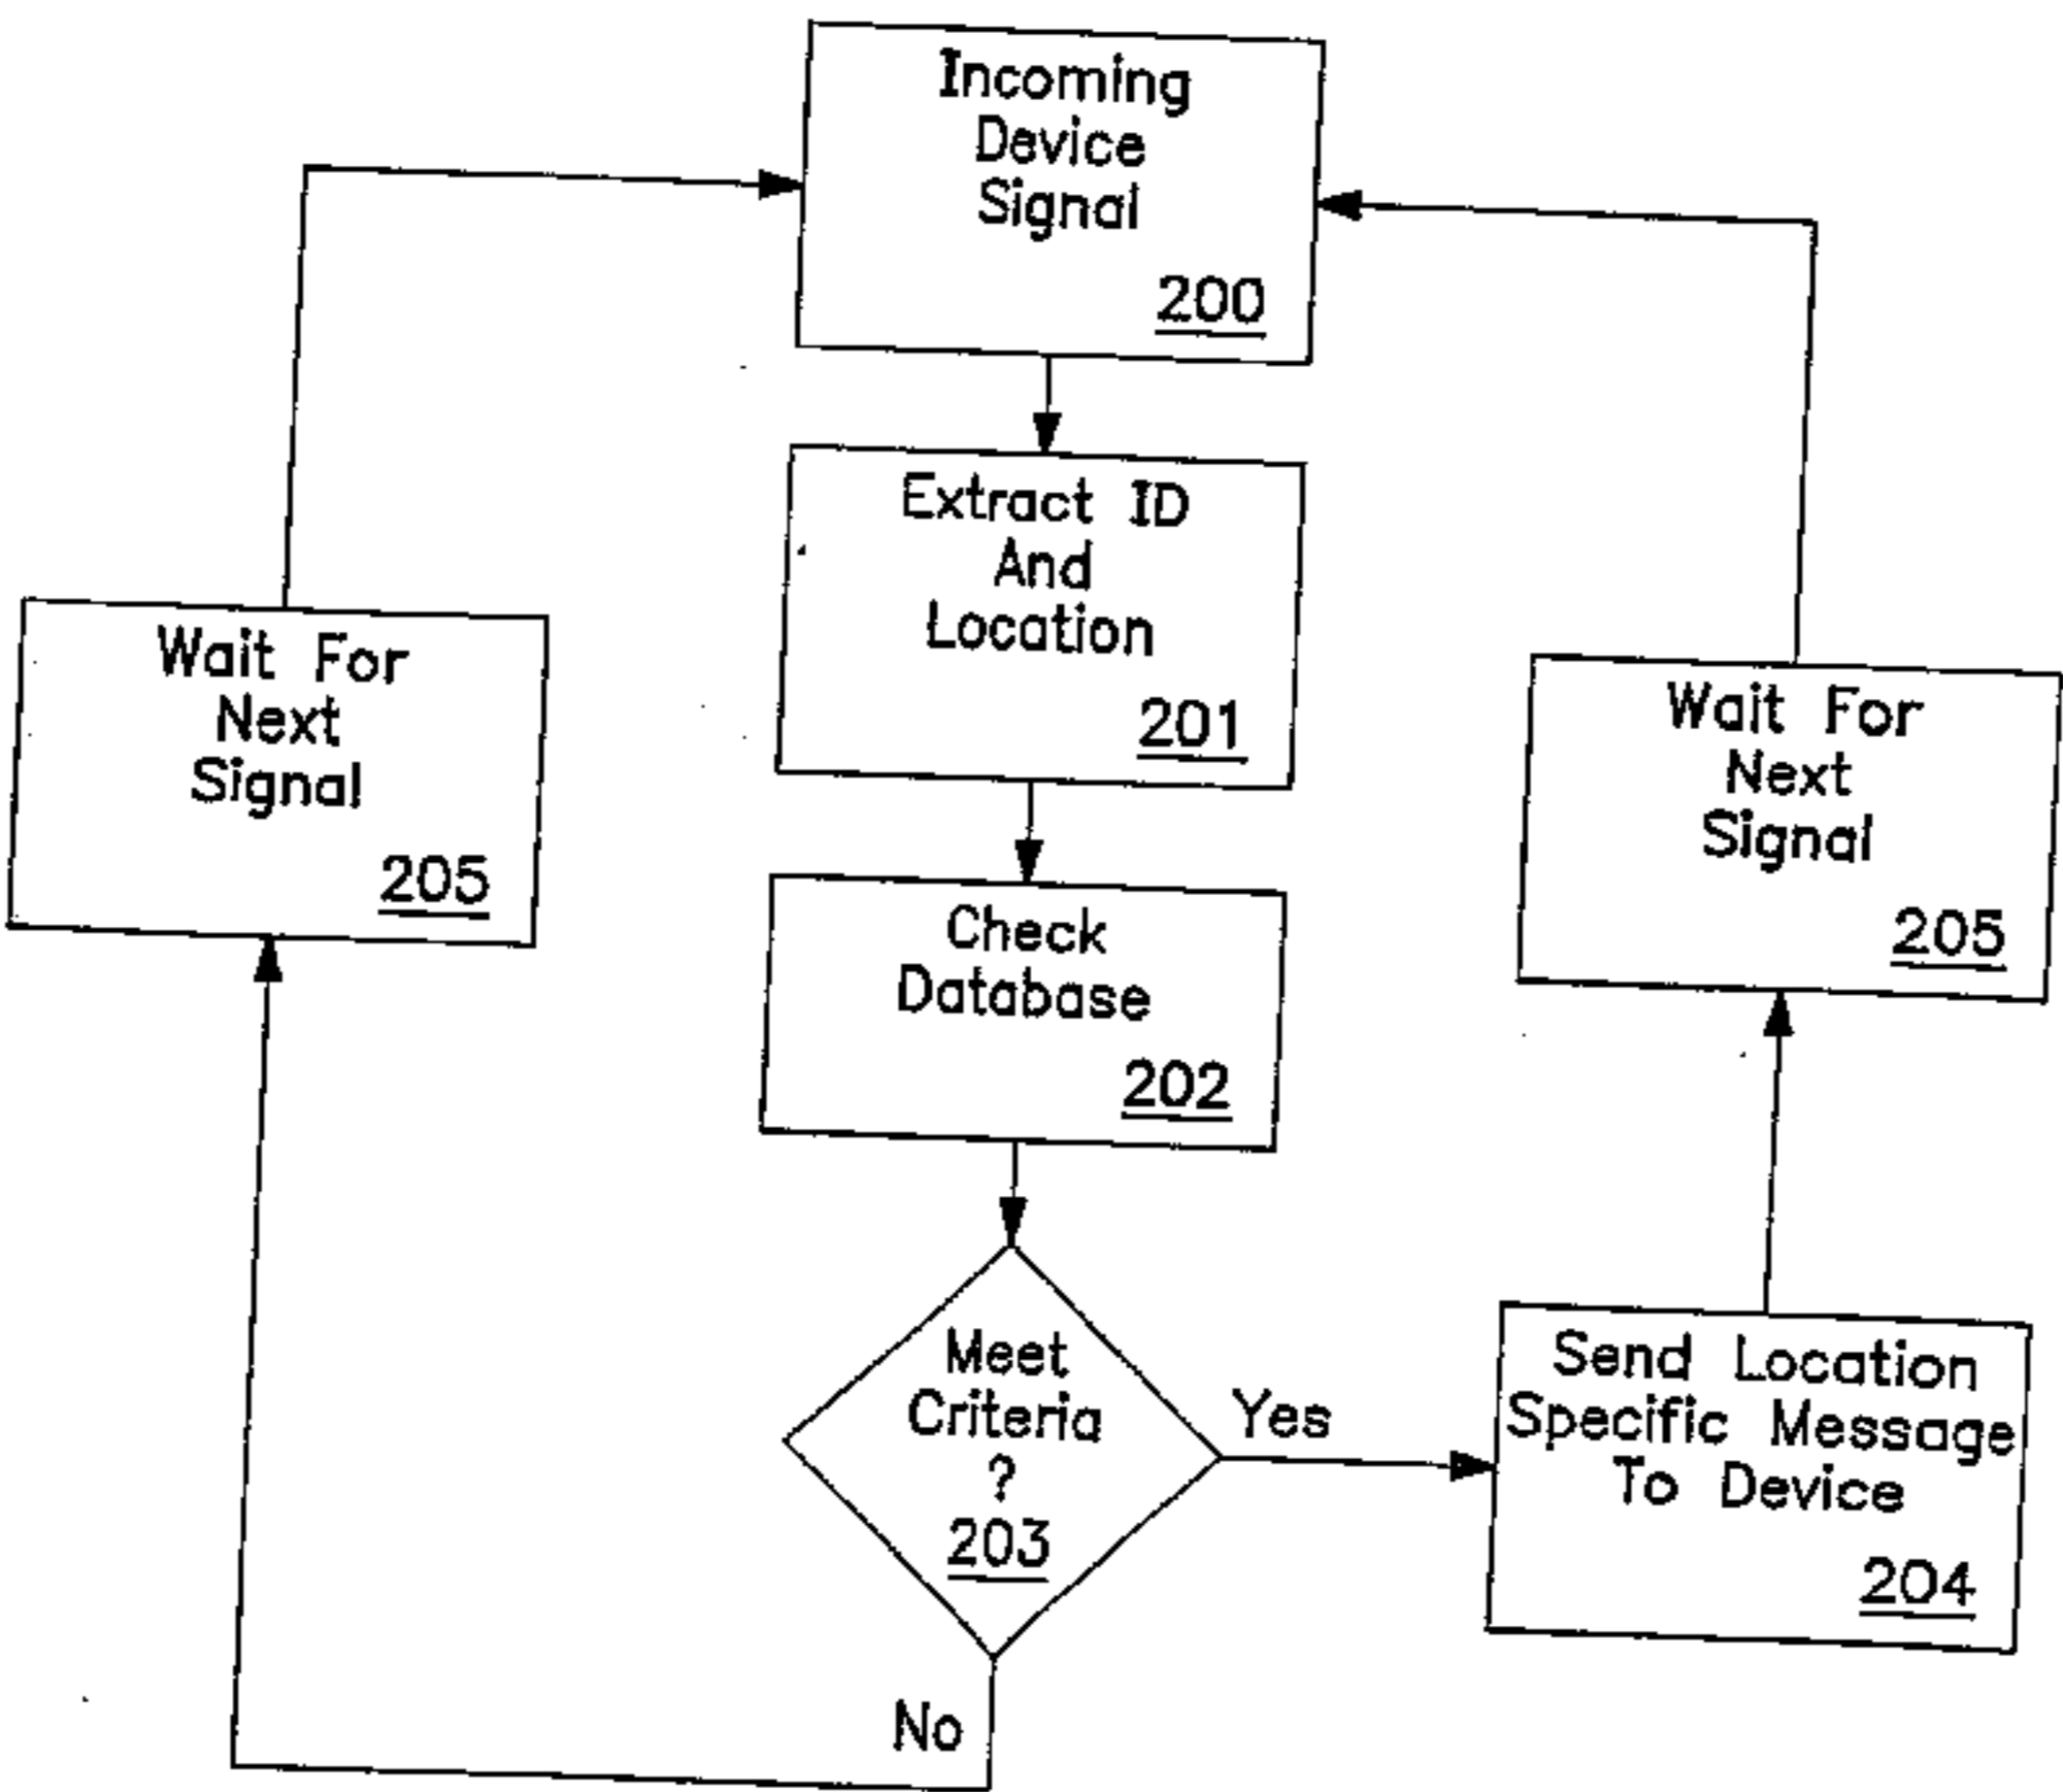 Incoming
Device
Signal
200
Extract ID
And
Location
201
Wait For
Next
Signal
205
Wait For
Next
Signal
205
Check
Database
202
Meet
Criteria
?
203
Yes
No
Send Location
Specific Message
To Device
204